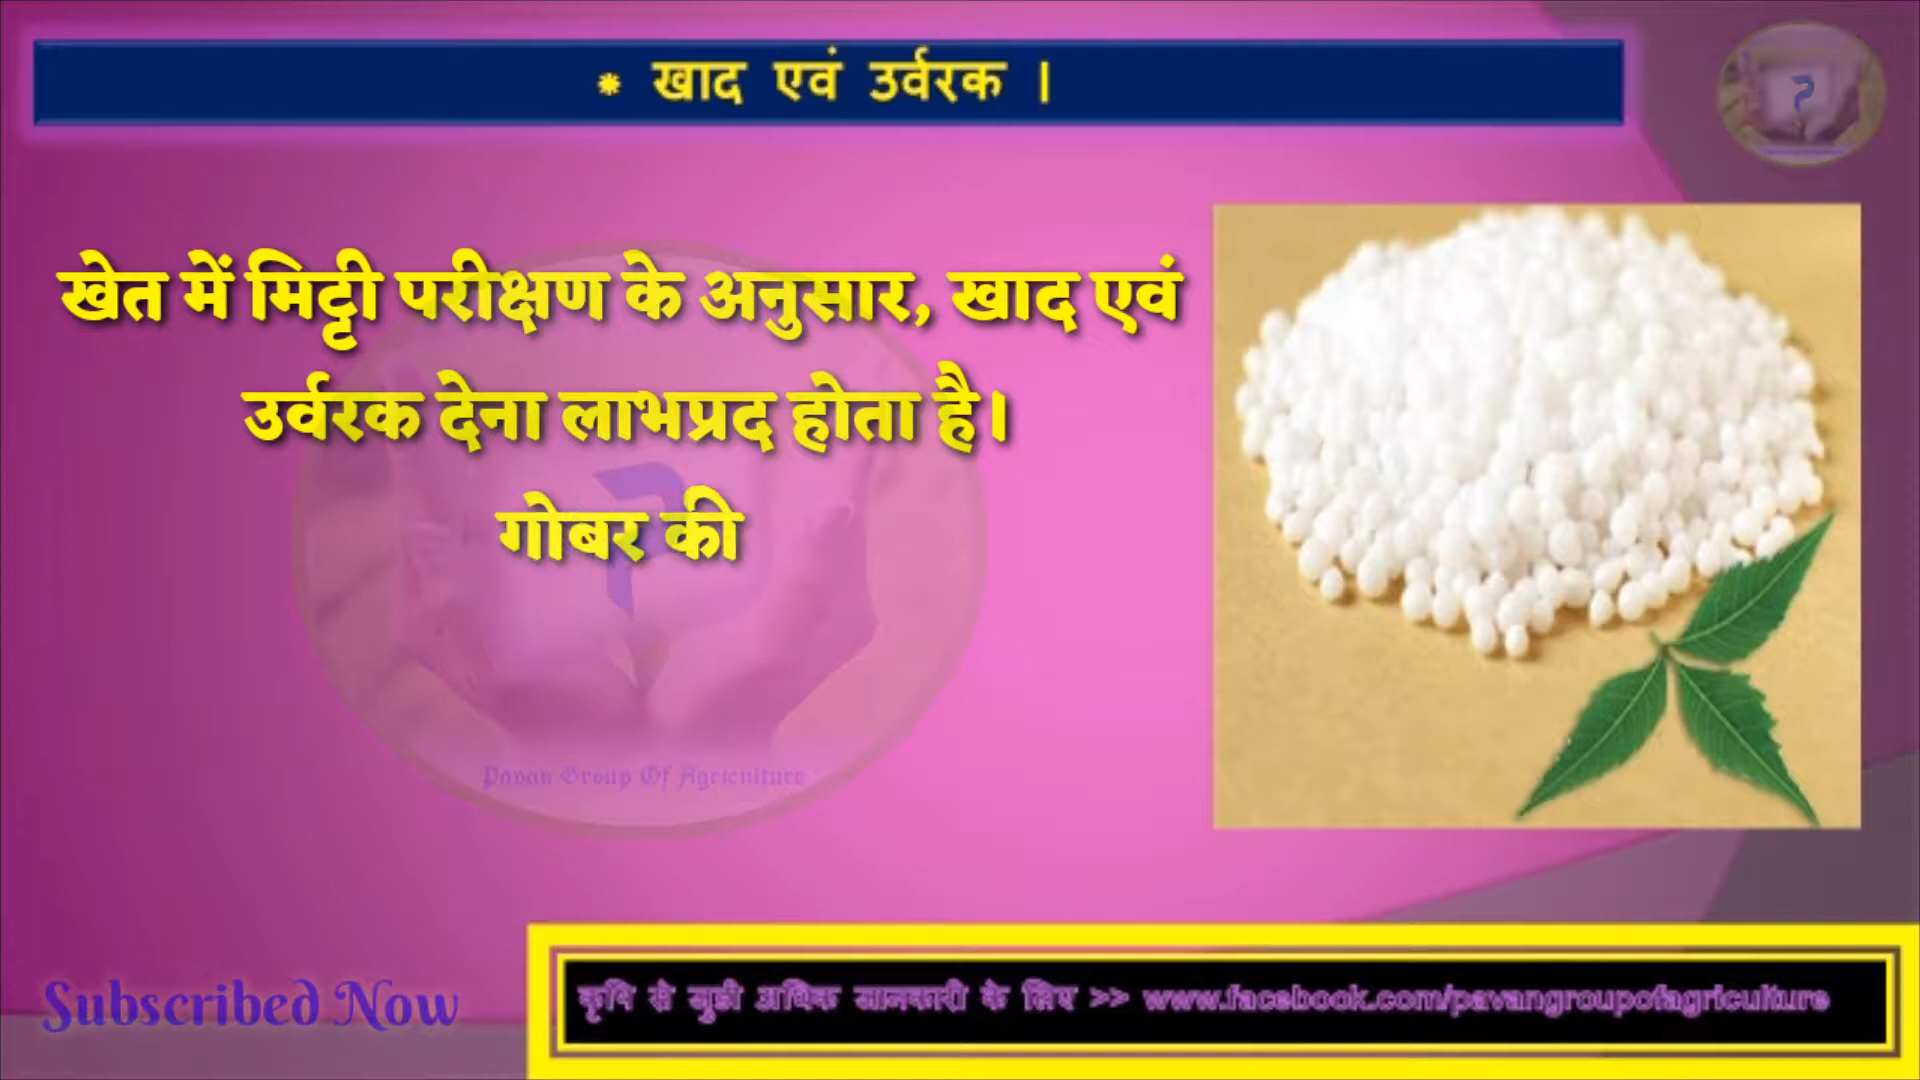 * खाद एवं उर्वरक ।
खेत में मिट्टी परीक्षण के अनुसार, खाद एवं
उर्वरक देना लाभप्रद होता है।
गोबर की
Pavan Group Of Agriculture
Subscribed Now
कृषि से जुडी अधिक जानकारी के लिए >> www.facebook.com/pavangroupofagriculture